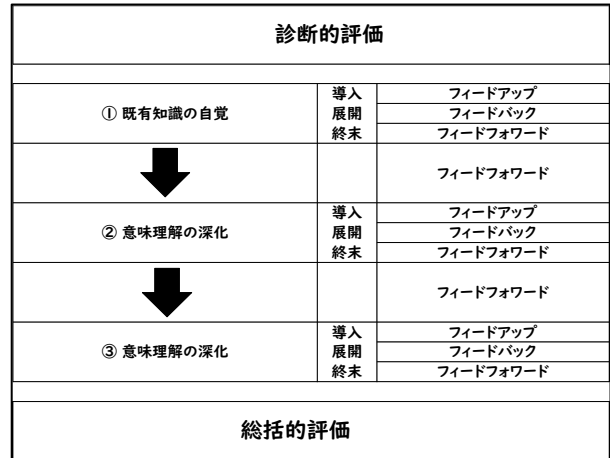 診断的評価
① 既有知識の自覚
導入 フィードアップ
展開 フィードバック
終末 フィードフォワード
フィードフォワード
② 意味理解の深化
導入 フィードアップ
展開 フィードバック
終末 フィードフォワード
フィードフォワード
③ 意味理解の深化
導入 フィードアップ
展開 フィードバック
終末 フィードフォワード
総括的評価